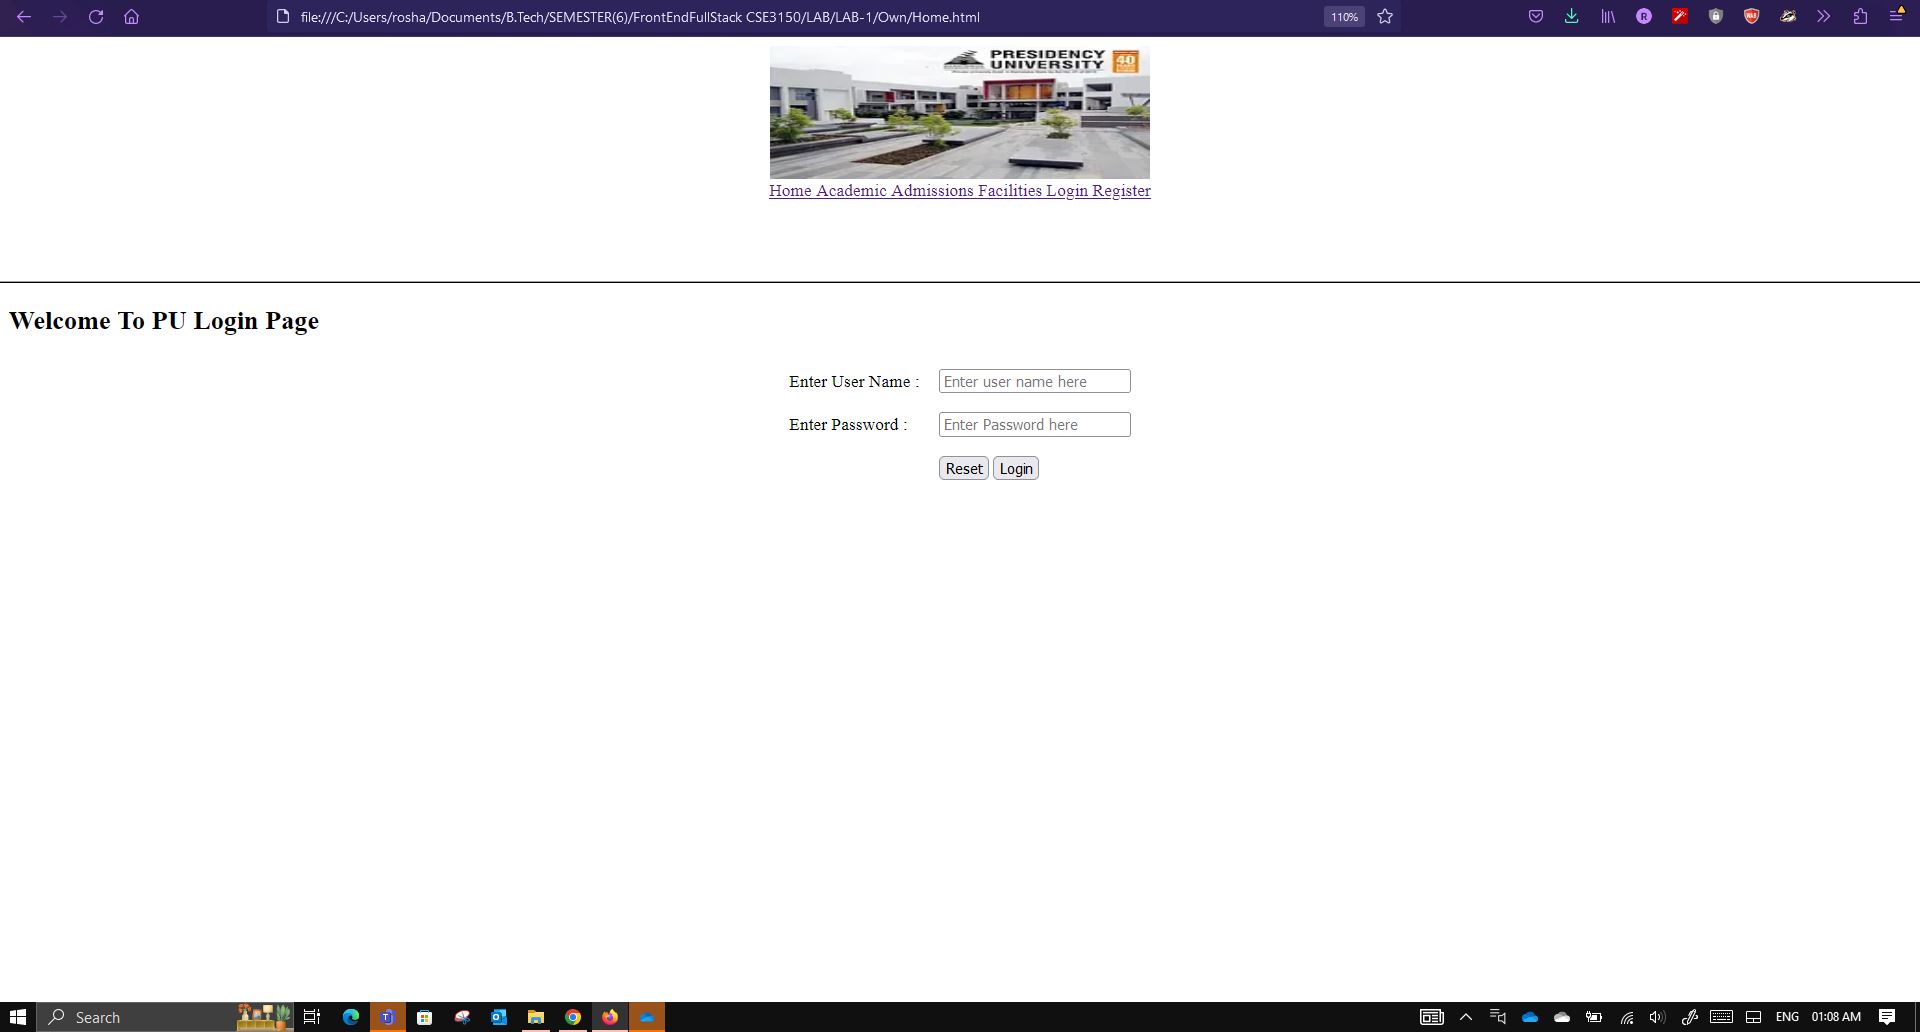 file:///C:/Users/rosha/Documents/B.Tech/SEMESTER(6)/FrontEndFullStack CSE3150/LAB/LAB-1/Own/Home.html
110%
R
PRESIDENCY
UNIVERSITY
40
YEARS
Home Academic Admissions Facilities Login Register
Welcome To PU Login Page
Enter User Name :
Enter user name here
Enter Password :
Enter Password here
Reset
Login
Search
ENG
01:08 AM